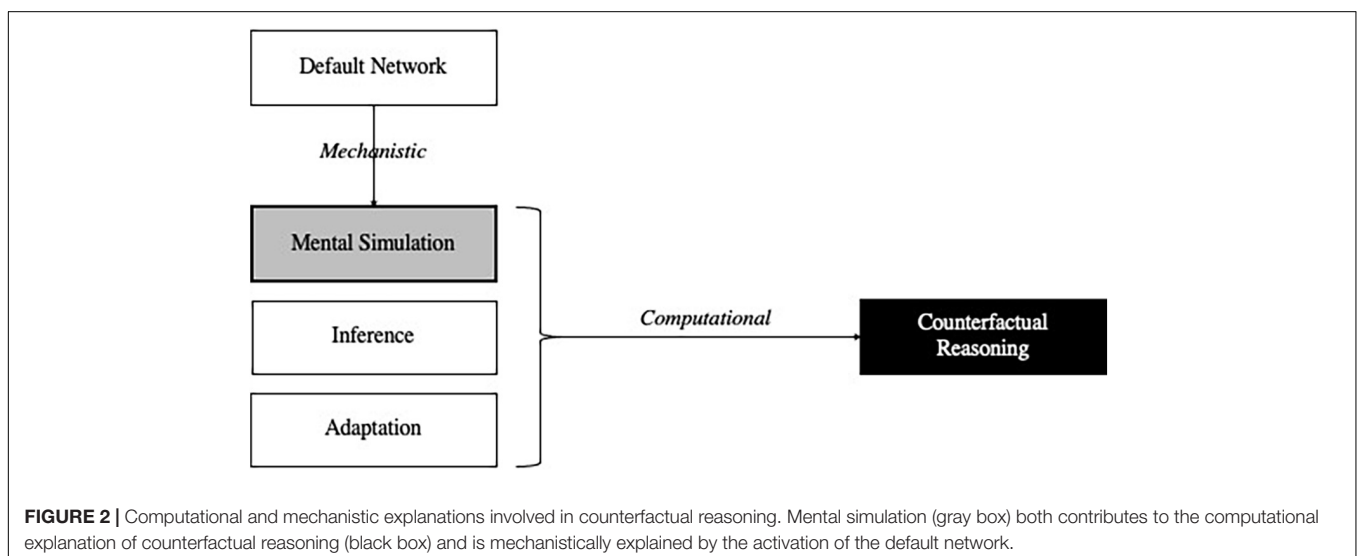 Default Network
Mechanistic
Mental Simulation
Inference
Computational
Counterfactual
Reasoning
Adaptation
FIGURE 2 | Computational and mechanistic explanations involved in counterfactual reasoning. Mental simulation (gray box) both contributes to the computational
explanation of counterfactual reasoning (black box) and is mechanistically explained by the activation of the default network.